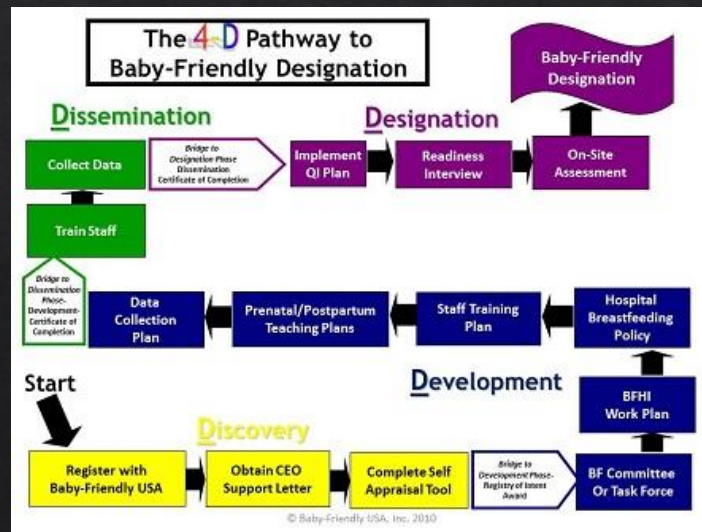 The 4-D Pathway to
Baby-Friendly Designation
Baby-Friendly
Designation
Dissemination
Designation
Collect Data
Bridge to
Designation Phase
Dissemination
Certificate of Completion
Implement
QI Plan
Readiness
Interview
On-Site
Assessment
Train Staff
Bridge to
Dissemination
Phase-
Development-
Certificate of
Completion
Data
Collection
Plan
Prenatal/Postpartum
Teaching Plans
Staff Training
Plan
Hospital
Breastfeeding
Policy
Start
Development
BFHI
Work Plan
Discovery
Register with
Baby-Friendly USA
Obtain CEO
Support Letter
Complete Self
Appraisal Tool
Bridge to
Development Phase-
Registry of Intent
Award
BF Committee
Or Task Force
© Baby-Friendly USA, Inc. 2010